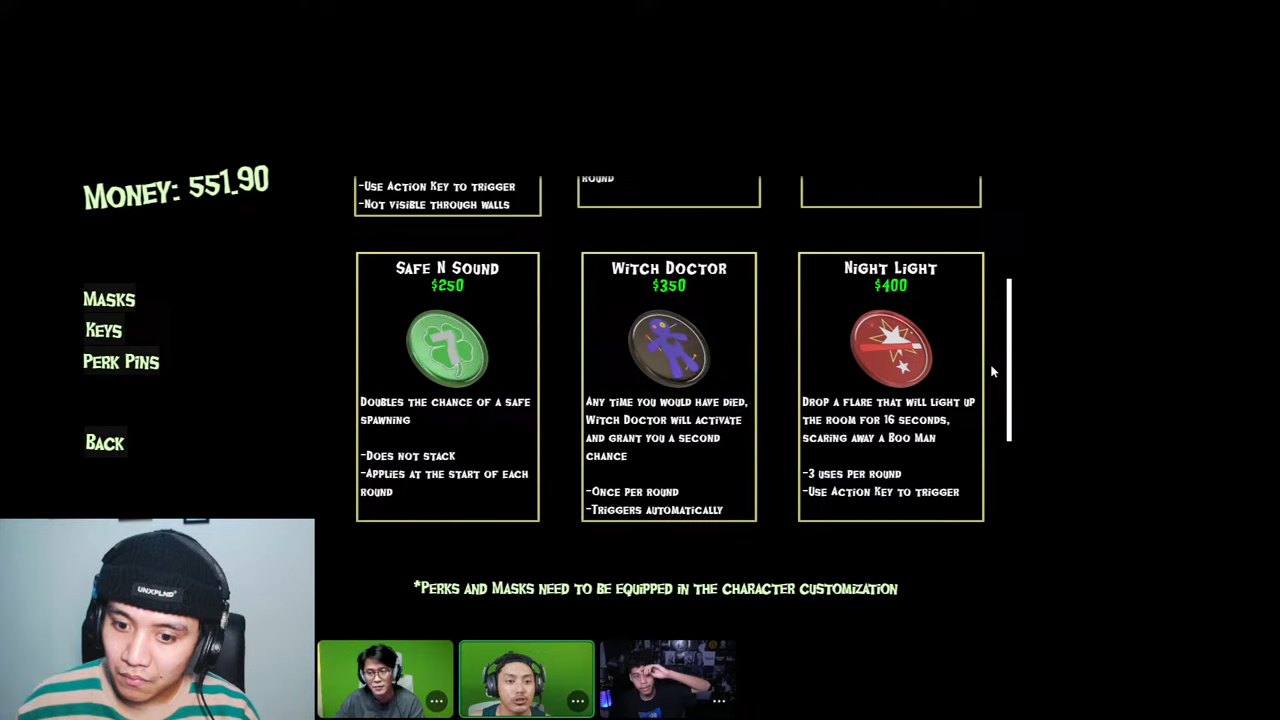 Money: 551.90
Masks
Keys
Perk Pins
Back
-Use Action Key to trigger
-Not visible through walls
round
Safe N Sound
$250
7
Doubles the chance of a safe
spawning
-Does not stack
-Applies at the start of each
round
Witch Doctor
$350
Any time you would have died,
Witch Doctor will activate
and grant you a second
chance
-Once per round
-Triggers automatically
Night Light
$400
Drop a flare that will light up
the room for 16 seconds,
scaring away a Boo Man
-3 uses per round
-Use Action Key to trigger
*Perks and Masks need to be equipped in the character customization
UNXPLND